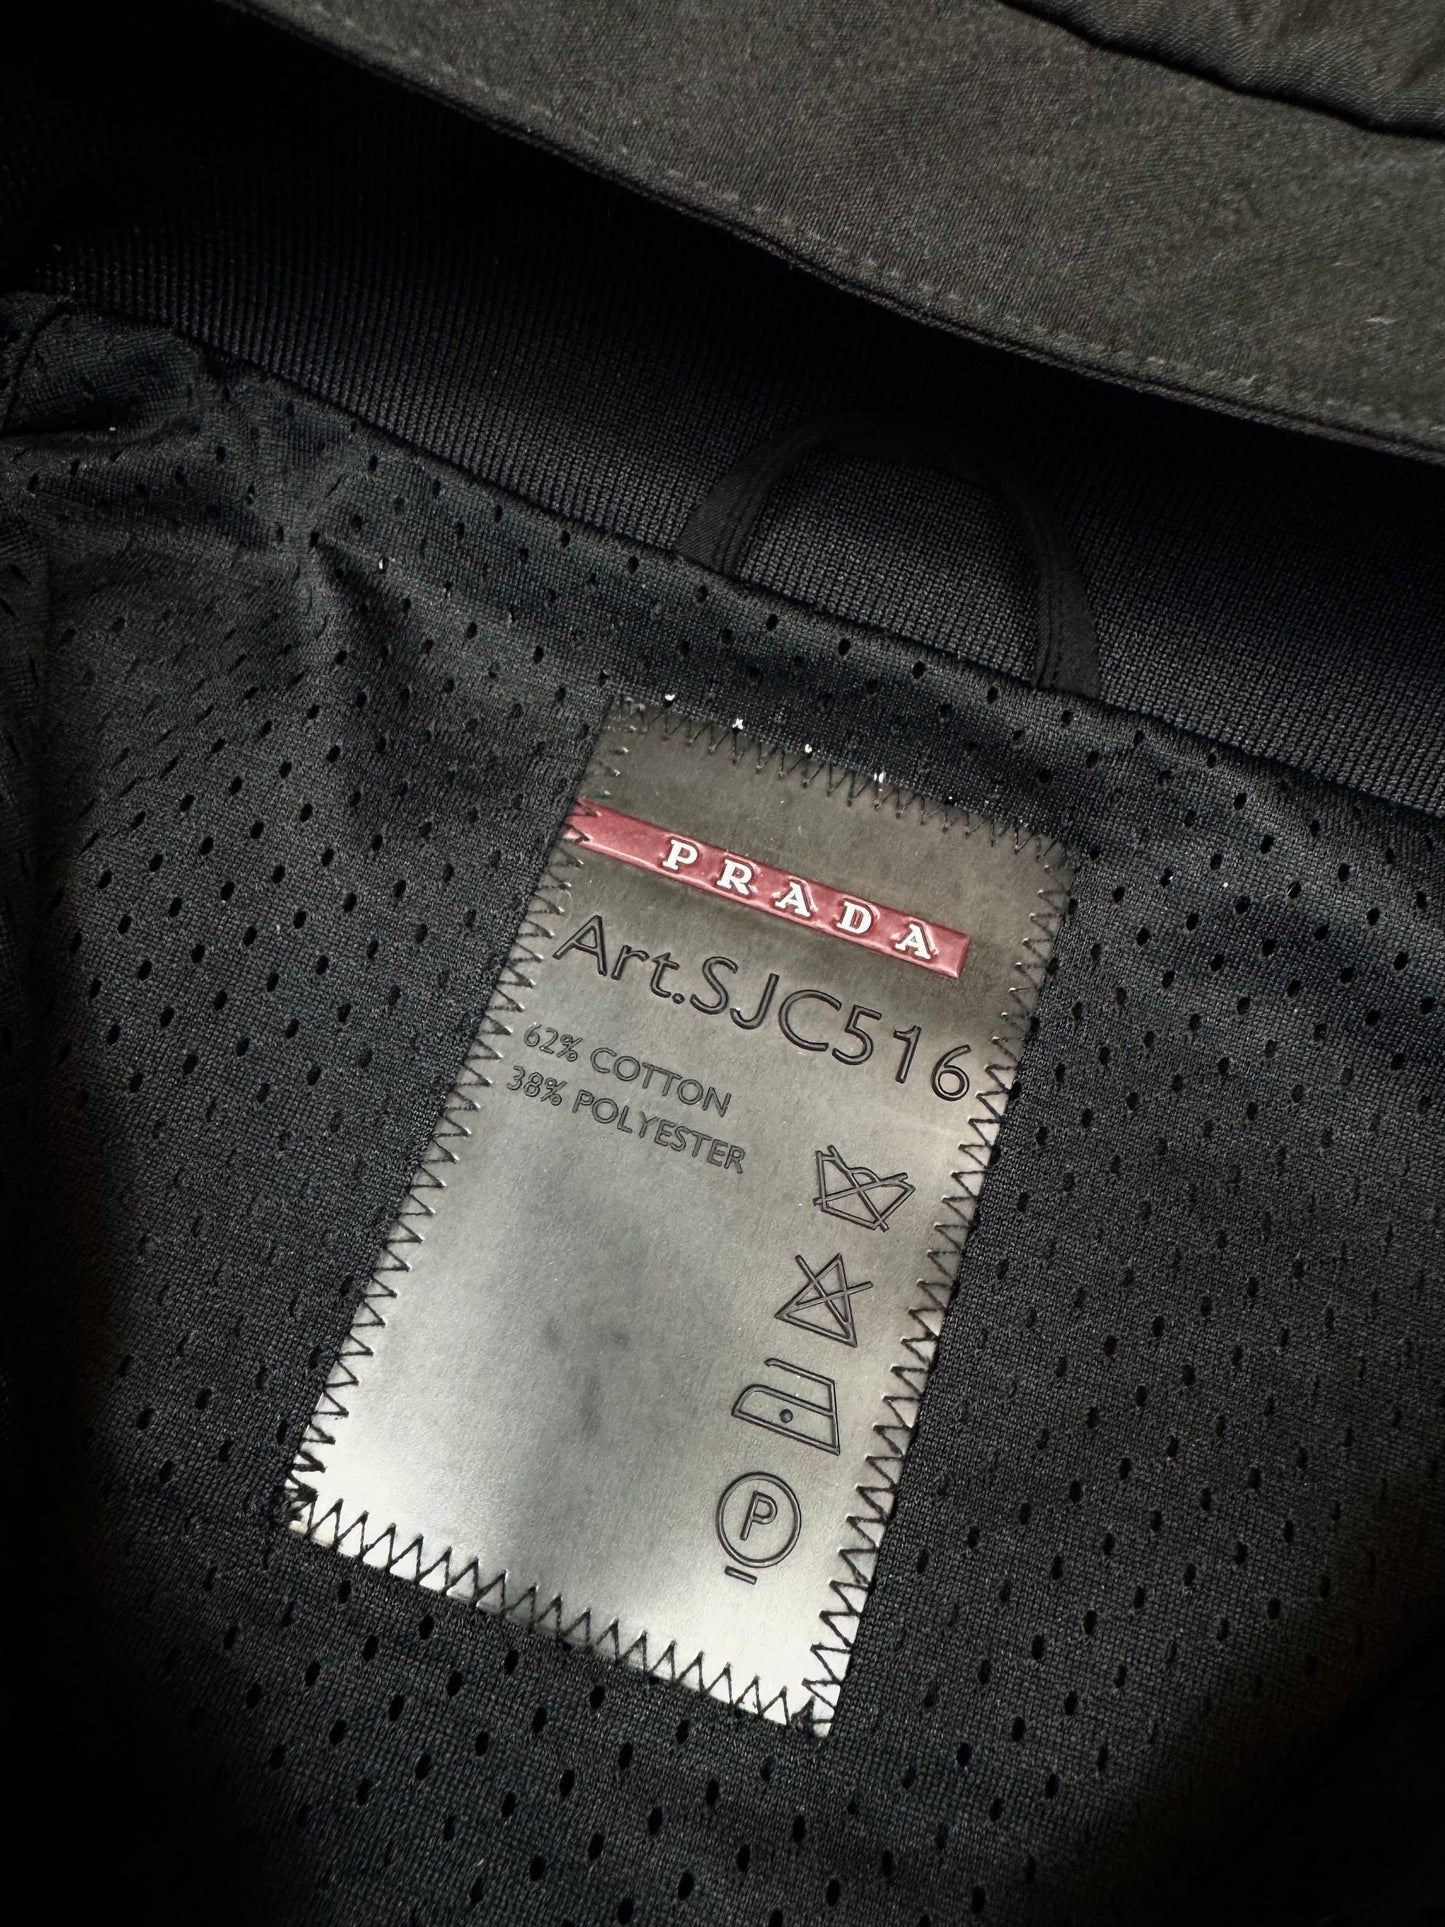 PRADA
Art.SJC516
62% COTTON
38% POLYESTER
P